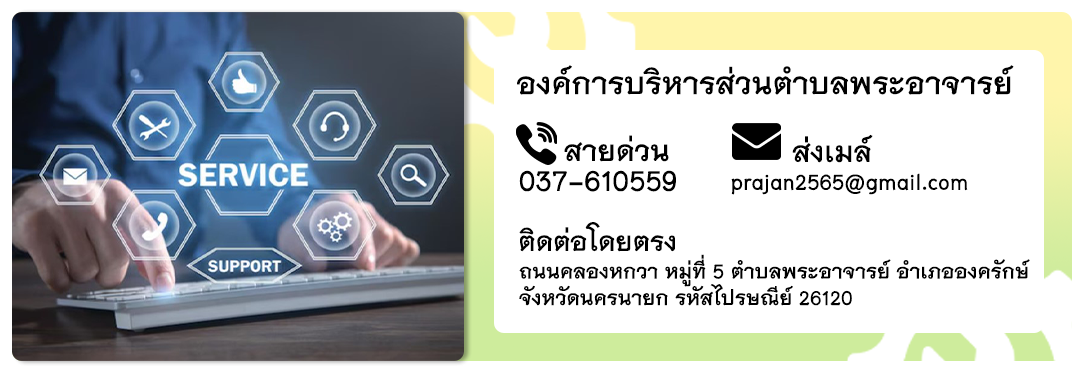 SERVICE
SUPPORT
องค์การบริหารส่วนตำบลพระอาจารย์
สายด่วน
037-610559
ส่งเมล์
prajan2565@gmail.com
ติดต่อโดยตรง
ถนนคลองหกวา หมู่ที่ 5 ตำบลพระอาจารย์ อำเภอองครักษ์
จังหวัดนครนายก รหัสไปรษณีย์ 26120